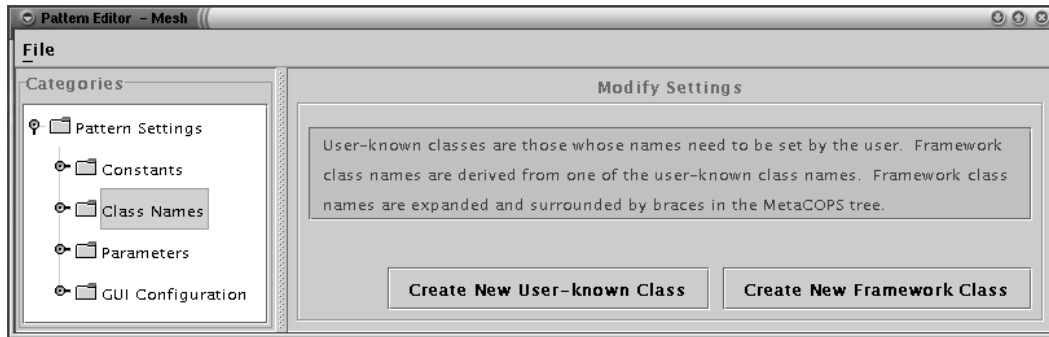 Pattern Editor - Mesh
File
Categories
Pattern Settings
Constants
Class Names
Parameters
GUI Configuration
Modify Settings
User-known classes are those whose names need to be set by the user. Framework
class names are derived from one of the user-known class names. Framework class
names are expanded and surrounded by braces in the MetaCOPS tree.
Create New User-known Class
Create New Framework Class